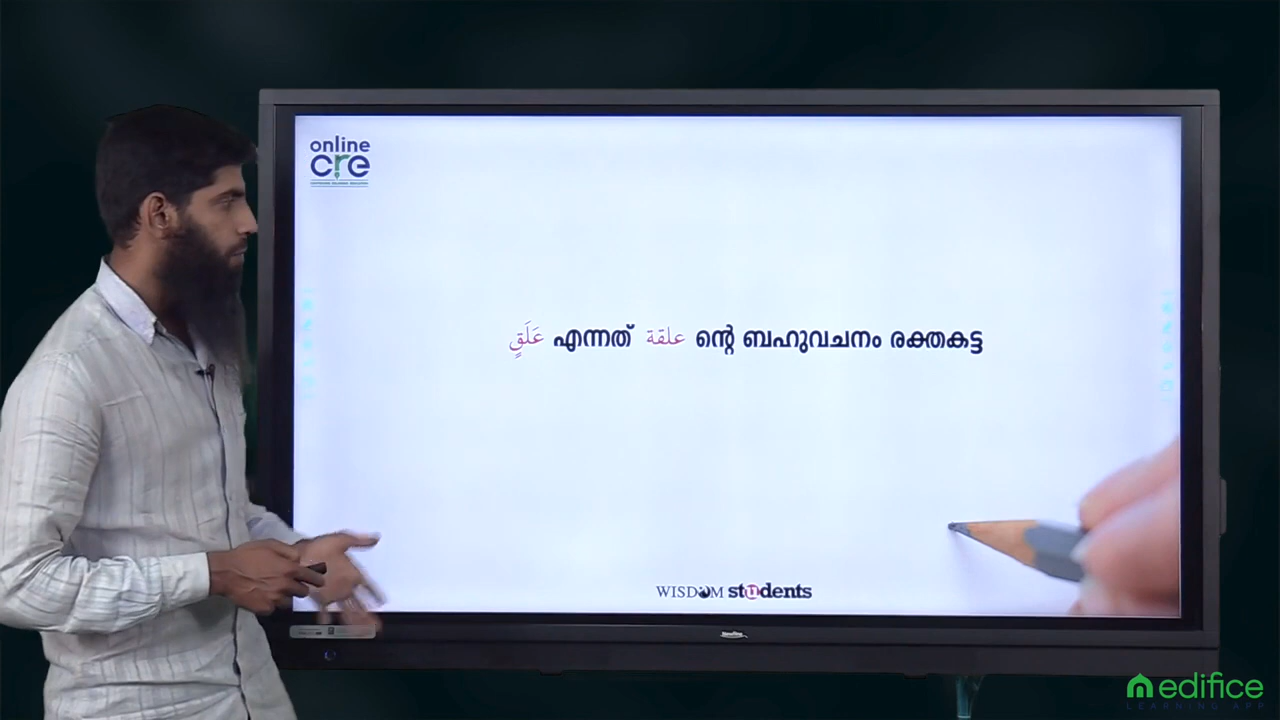 online
cre
عَلَقٍ എന്നത് علقة ന്റെ ബഹുവചനം രക്തകട്ട
WISDOM students
edifice
LEARNING APP